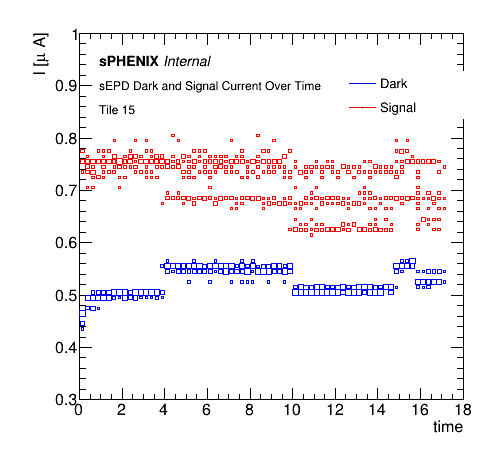 I [μ A]
sPHENIX Internal
sEPD Dark and Signal Current Over Time
Tile 15
Dark
Signal
1
0.9
0.8
0.7
0.6
0.5
0.4
0.3
0 2 4 6 8 10 12 14 16 18
time